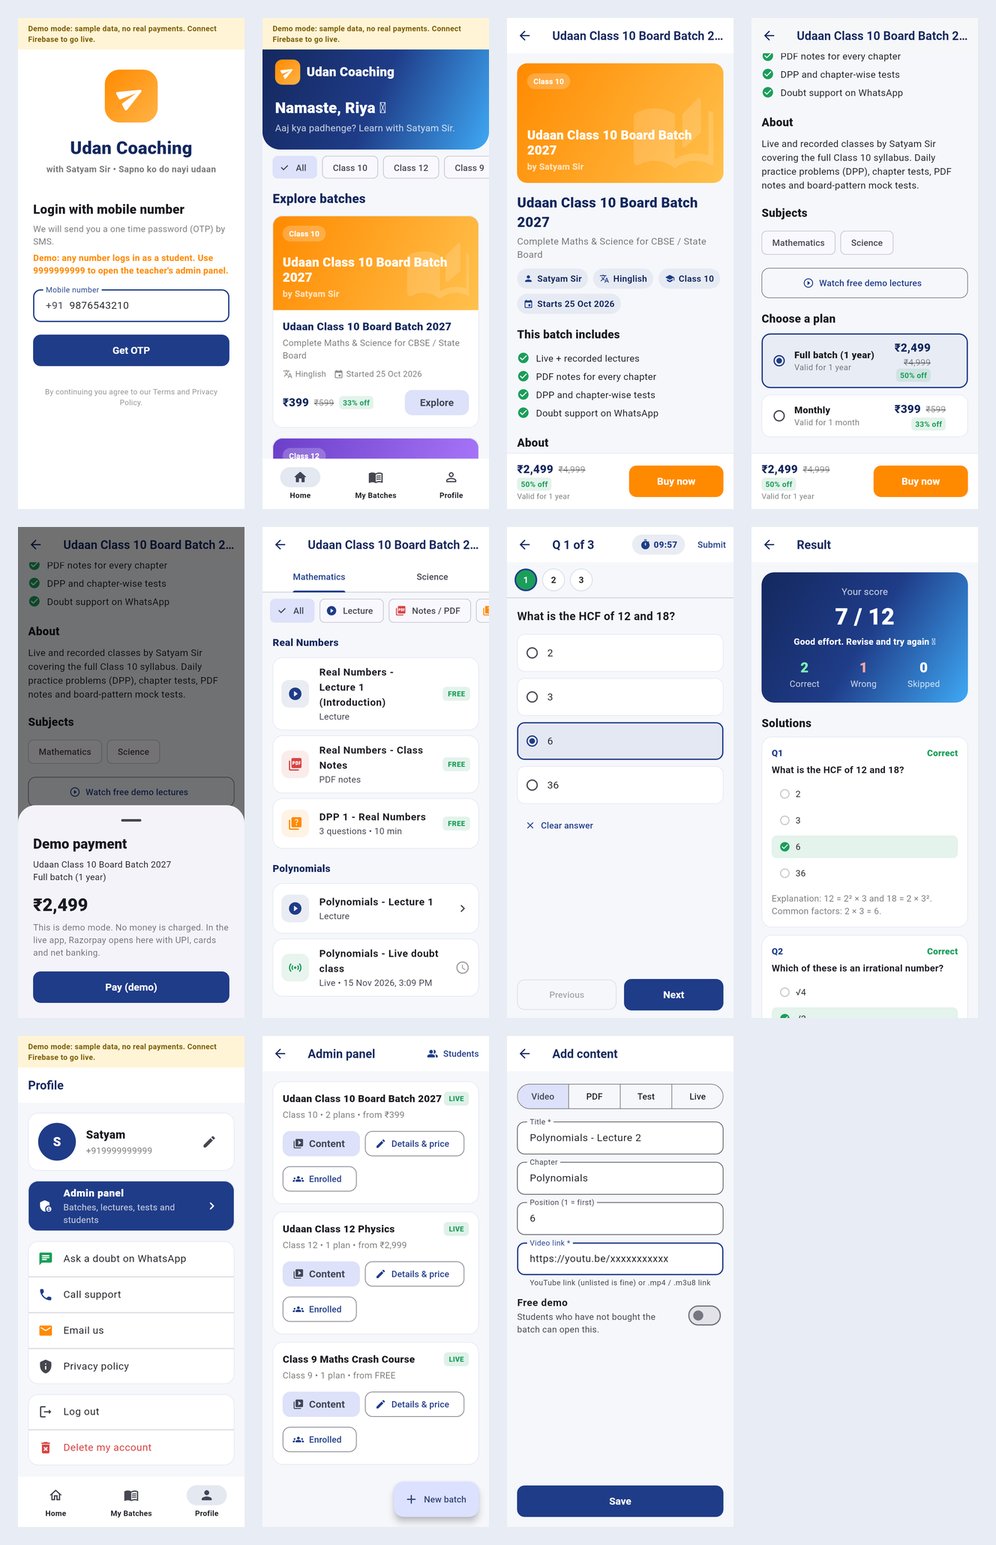 Demo mode: sample data, no real payments. Connect
Firebase to go live.
Udan Coaching
with Satyam Sir • Sapno ko do nayi udaan
Login with mobile number
We will send you a one time password (OTP) by
SMS.
Demo: any number logs in as a student. Use
9999999999 to open the teacher's admin panel.
Mobile number
+91 9876543210
Get OTP
By continuing you agree to our Terms and Privacy
Policy.
Demo mode: sample data, no real payments. Connect
Firebase to go live.
Udan Coaching
Namaste, Riya
Aaj kya padhenge? Learn with Satyam Sir.
All
Class 10
Class 12
Class 9
Explore batches
Class 10
Udaan Class 10 Board Batch
2027
by Satyam Sir
Udaan Class 10 Board Batch 2027
Complete Maths & Science for CBSE / State
Board
Hinglish
Started 25 Oct 2026
₹399 ₹599 33% off
Explore
Class 12
Home
My Batches
Profile
Udaan Class 10 Board Batch 2...
Class 10
Udaan Class 10 Board Batch
2027
by Satyam Sir
Udaan Class 10 Board Batch
2027
Complete Maths & Science for CBSE / State
Board
Satyam Sir
Hinglish
Class 10
Starts 25 Oct 2026
This batch includes
Live + recorded lectures
PDF notes for every chapter
DPP and chapter-wise tests
Doubt support on WhatsApp
About
₹2,499 ₹4,999
50% off
Valid for 1 year
Buy now
Udaan Class 10 Board Batch 2...
PDF notes for every chapter
DPP and chapter-wise tests
Doubt support on WhatsApp
About
Live and recorded classes by Satyam Sir
covering the full Class 10 syllabus. Daily
practice problems (DPP), chapter tests, PDF
notes and board-pattern mock tests.
Subjects
Mathematics
Science
Watch free demo lectures
Choose a plan
Full batch (1 year)
Valid for 1 year
₹2,499
₹4,999
50% off
Monthly
Valid for 1 month
₹399 ₹599
33% off
₹2,499 ₹4,999
50% off
Valid for 1 year
Buy now
Udaan Class 10 Board Batch 2...
PDF notes for every chapter
DPP and chapter-wise tests
Doubt support on WhatsApp
About
Live and recorded classes by Satyam Sir
covering the full Class 10 syllabus. Daily
practice problems (DPP), chapter tests, PDF
notes and board-pattern mock tests.
Subjects
Mathematics
Science
Watch free demo lectures
Demo payment
Udaan Class 10 Board Batch 2027
Full batch (1 year)
₹2,499
This is demo mode. No money is charged. In the
live app, Razorpay opens here with UPI, cards
and net banking.
Pay (demo)
Udaan Class 10 Board Batch 2...
Mathematics
Science
All
Lecture
Notes / PDF
Real Numbers
Real Numbers -
Lecture 1
(Introduction)
Lecture
FREE
Real Numbers - Class
Notes
PDF notes
FREE
DPP 1 - Real Numbers
3 questions • 10 min
FREE
Polynomials
Polynomials - Lecture 1
Lecture
Polynomials - Live doubt
class
Live • 15 Nov 2026, 3:09 PM
Q 1 of 3
09:57
Submit
1
2
3
What is the HCF of 12 and 18?
2
3
6
36
Clear answer
Previous
Next
Result
Your score
7 / 12
Good effort. Revise and try again
2
1
0
Correct
Wrong
Skipped
Solutions
Q1
Correct
What is the HCF of 12 and 18?
2
3
6
36
Explanation: 12 = 2² × 3 and 18 = 2 × 3².
Common factors: 2 × 3 = 6.
Q2
Correct
Which of these is an irrational number?
√4
Demo mode: sample data, no real payments. Connect
Firebase to go live.
Profile
S
Satyam
+919999999999
Admin panel
Batches, lectures, tests and
students
Ask a doubt on WhatsApp
Call support
Email us
Privacy policy
Log out
Delete my account
Home
My Batches
Profile
Admin panel
Students
Udaan Class 10 Board Batch 2027
LIVE
Class 10 • 2 plans • from ₹399
Content
Details & price
Enrolled
Udaan Class 12 Physics
LIVE
Class 12 • 1 plan • from ₹2,999
Content
Details & price
Enrolled
Class 9 Maths Crash Course
LIVE
Class 9 • 1 plan • from FREE
Content
Details & price
Enrolled
New batch
Add content
Video
PDF
Test
Live
Title *
Polynomials - Lecture 2
Chapter
Polynomials
Position (1 = first)
6
Video link *
https://youtu.be/xxxxxxxxxxx
YouTube link (unlisted is fine) or .mp4 / .m3u8 link
Free demo
Students who have not bought the
batch can open this.
Save